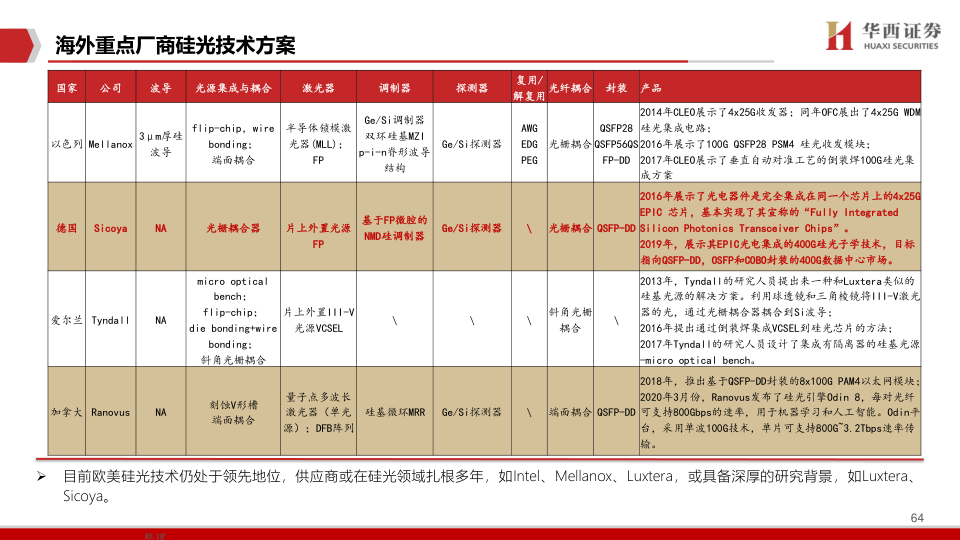 海外重点厂商硅光技术方案
华西证券
HUAXI SECURITIES
国家 公司 波导 光源集成与耦合 激光器 调制器 探测器 复用/解复用 光纤耦合 封装 产品
以色列 Mellanox
3μm厚硅
波导
flip-chip, wire
bonding;
端面耦合
半导体锁模激
光器(MLL);
FP
Ge/Si调制器
双环硅基MZI
p-i-n脊形波导
结构
Ge/Si探测器
AWG
EDG
PEG
光栅耦合
QSFP28
QSFP56QS
FP-DD
2014年CLEO展示了4x25G收发器; 同年OFC展出了4x25G WDM
硅光集成电路;
2016年展示了100G QSFP28 PSM4 硅光收发模块;
2017年CLEO展示了垂直自动对准工艺的倒装焊100G硅光集
成方案
德国 Sicoya NA 光栅耦合器
片上外置光源
FP
基于FP微腔的
NMD硅调制器
Ge/Si探测器 \ 光栅耦合 QSFP-DD
2016年展示了光电器件是完全集成在同一个芯片上的4x25G
EPIC 芯片, 基本实现了其宣称的“Fully Integrated
Silicon Photonics Transceiver Chips”。
2019年, 展示其EPIC光电集成的400G硅光子学技术, 目标
指向QSFP-DD, OSFP和COBO封装的400G数据中心市场。
爱尔兰 Tyndall NA
micro optical
bench;
flip-chip;
die bonding+wire
bonding;
斜角光栅耦合
片上外置III-V
光源VCSEL
\ \ \
斜角光栅
耦合
\
2013年, Tyndall的研究人员提出来一种和Luxtera类似的
硅基光源的解决方案。利用球透镜和三角棱镜将III-V激光
器的光, 通过光栅耦合器耦合到Si波导;
2016年提出通过倒装焊集成VCSEL到硅光芯片的方法;
2017年Tyndall的研究人员设计了集成有隔离器的硅基光源
-micro optical bench。
加拿大 Ranovus NA
刻蚀V形槽
端面耦合
量子点多波长
激光器 (单光
源); DFB阵列
硅基微环MRR Ge/Si探测器 \ 端面耦合 QSFP-DD
2018年, 推出基于QSFP-DD封装的8x100G PAM4以太网模块;
2020年3月份, Ranovus发布了硅光引擎Odin 8, 每对光纤
可支持800Gbps的速率, 用于机器学习和人工智能。Odin平
台, 采用单波100G技术, 单片可支持800G~3.2Tbps速率传
输。
➢ 目前欧美硅光技术仍处于领先地位，供应商或在硅光领域扎根多年，如Intel、Mellanox、Luxtera，或具备深厚的研究背景，如Luxtera、
Sicoya。
64